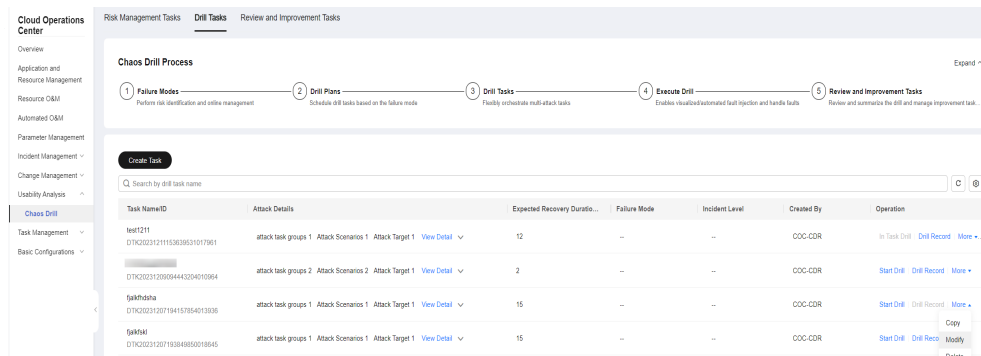 Cloud Operations Center
Overview
Application and Resource Management
Resource O&M
Automated O&M
Parameter Management
Incident Management
Change Management
Usability Analysis
Chaos Drill
Task Management
Basic Configurations
Risk Management Tasks Drill Tasks Review and Improvement Tasks
Chaos Drill Process Expand
1 Failure Modes 2 Drill Plans 3 Drill Tasks 4 Execute Drill 5 Review and Improvement Tasks
Perform risk identification and online management Schedule drill tasks based on the failure mode Flexibly orchestrate multi-attack tasks Enables visualized/automated fault injection and handle faults Review and summarize the drill and manage improvement task...
Create Task
Search by drill task name
Task Name/ID Attack Details Expected Recovery Duratio... Failure Mode Incident Level Created By Operation
test1211
DTK20231211153639531017961 attack task groups 1 Attack Scenarios 1 Attack Target 1 View Detail 12 -- -- COC-CDR In Task Drill Drill Record More
DTK20231209094443204010964 attack task groups 2 Attack Scenarios 2 Attack Target 1 View Detail 2 -- -- COC-CDR Start Drill Drill Record More
fjalkfhdsha
DTK20231207194157854013936 attack task groups 1 Attack Scenarios 1 Attack Target 1 View Detail 15 -- -- COC-CDR Start Drill Drill Record More
Copy
fjalkfskl
DTK20231207193849850018645 attack task groups 1 Attack Scenarios 1 Attack Target 1 View Detail 15 -- -- COC-CDR Start Drill Drill Reco
Modify